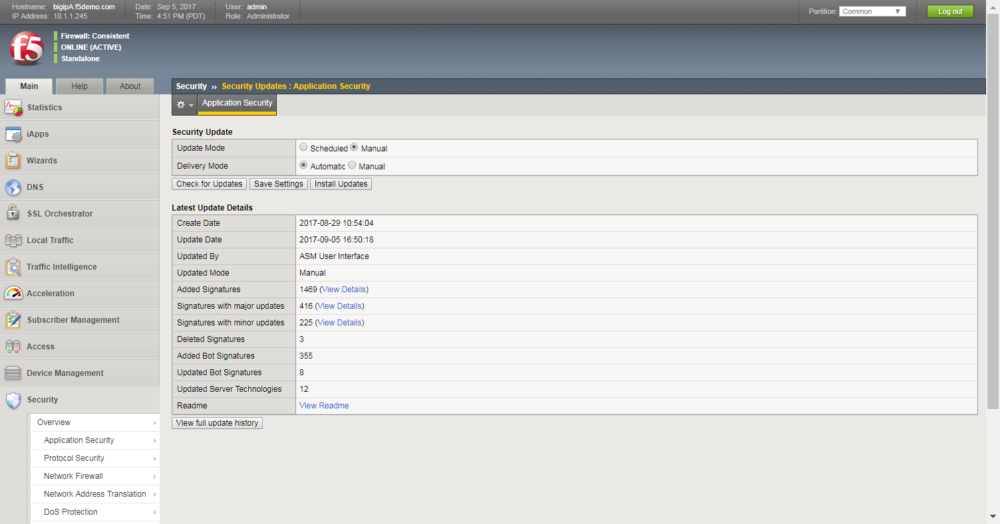 Hostname: bigipA.f5demo.com Date: Sep 5, 2017 User: admin
IP Address: 10.1.1.245 Time: 4:51 PM (PDT) Role: Administrator
Partition: Common Log out
f5
Firewall: Consistent
ONLINE (ACTIVE)
Standalone
Main Help About
Security ›› Security Updates : Application Security
Application Security
Statistics
iApps
Wizards
DNS
SSL Orchestrator
Local Traffic
Traffic Intelligence
Acceleration
Subscriber Management
Access
Device Management
Security
Overview
Application Security
Protocol Security
Network Firewall
Network Address Translation
DoS Protection
Security Update
Update Mode Scheduled Manual
Delivery Mode Automatic Manual
Check for Updates Save Settings Install Updates
Latest Update Details
Create Date 2017-08-29 10:54:04
Update Date 2017-09-05 16:50:18
Updated By ASM User Interface
Updated Mode Manual
Added Signatures 1469 (View Details)
Signatures with major updates 416 (View Details)
Signatures with minor updates 225 (View Details)
Deleted Signatures 3
Added Bot Signatures 355
Updated Bot Signatures 8
Updated Server Technologies 12
Readme View Readme
View full update history